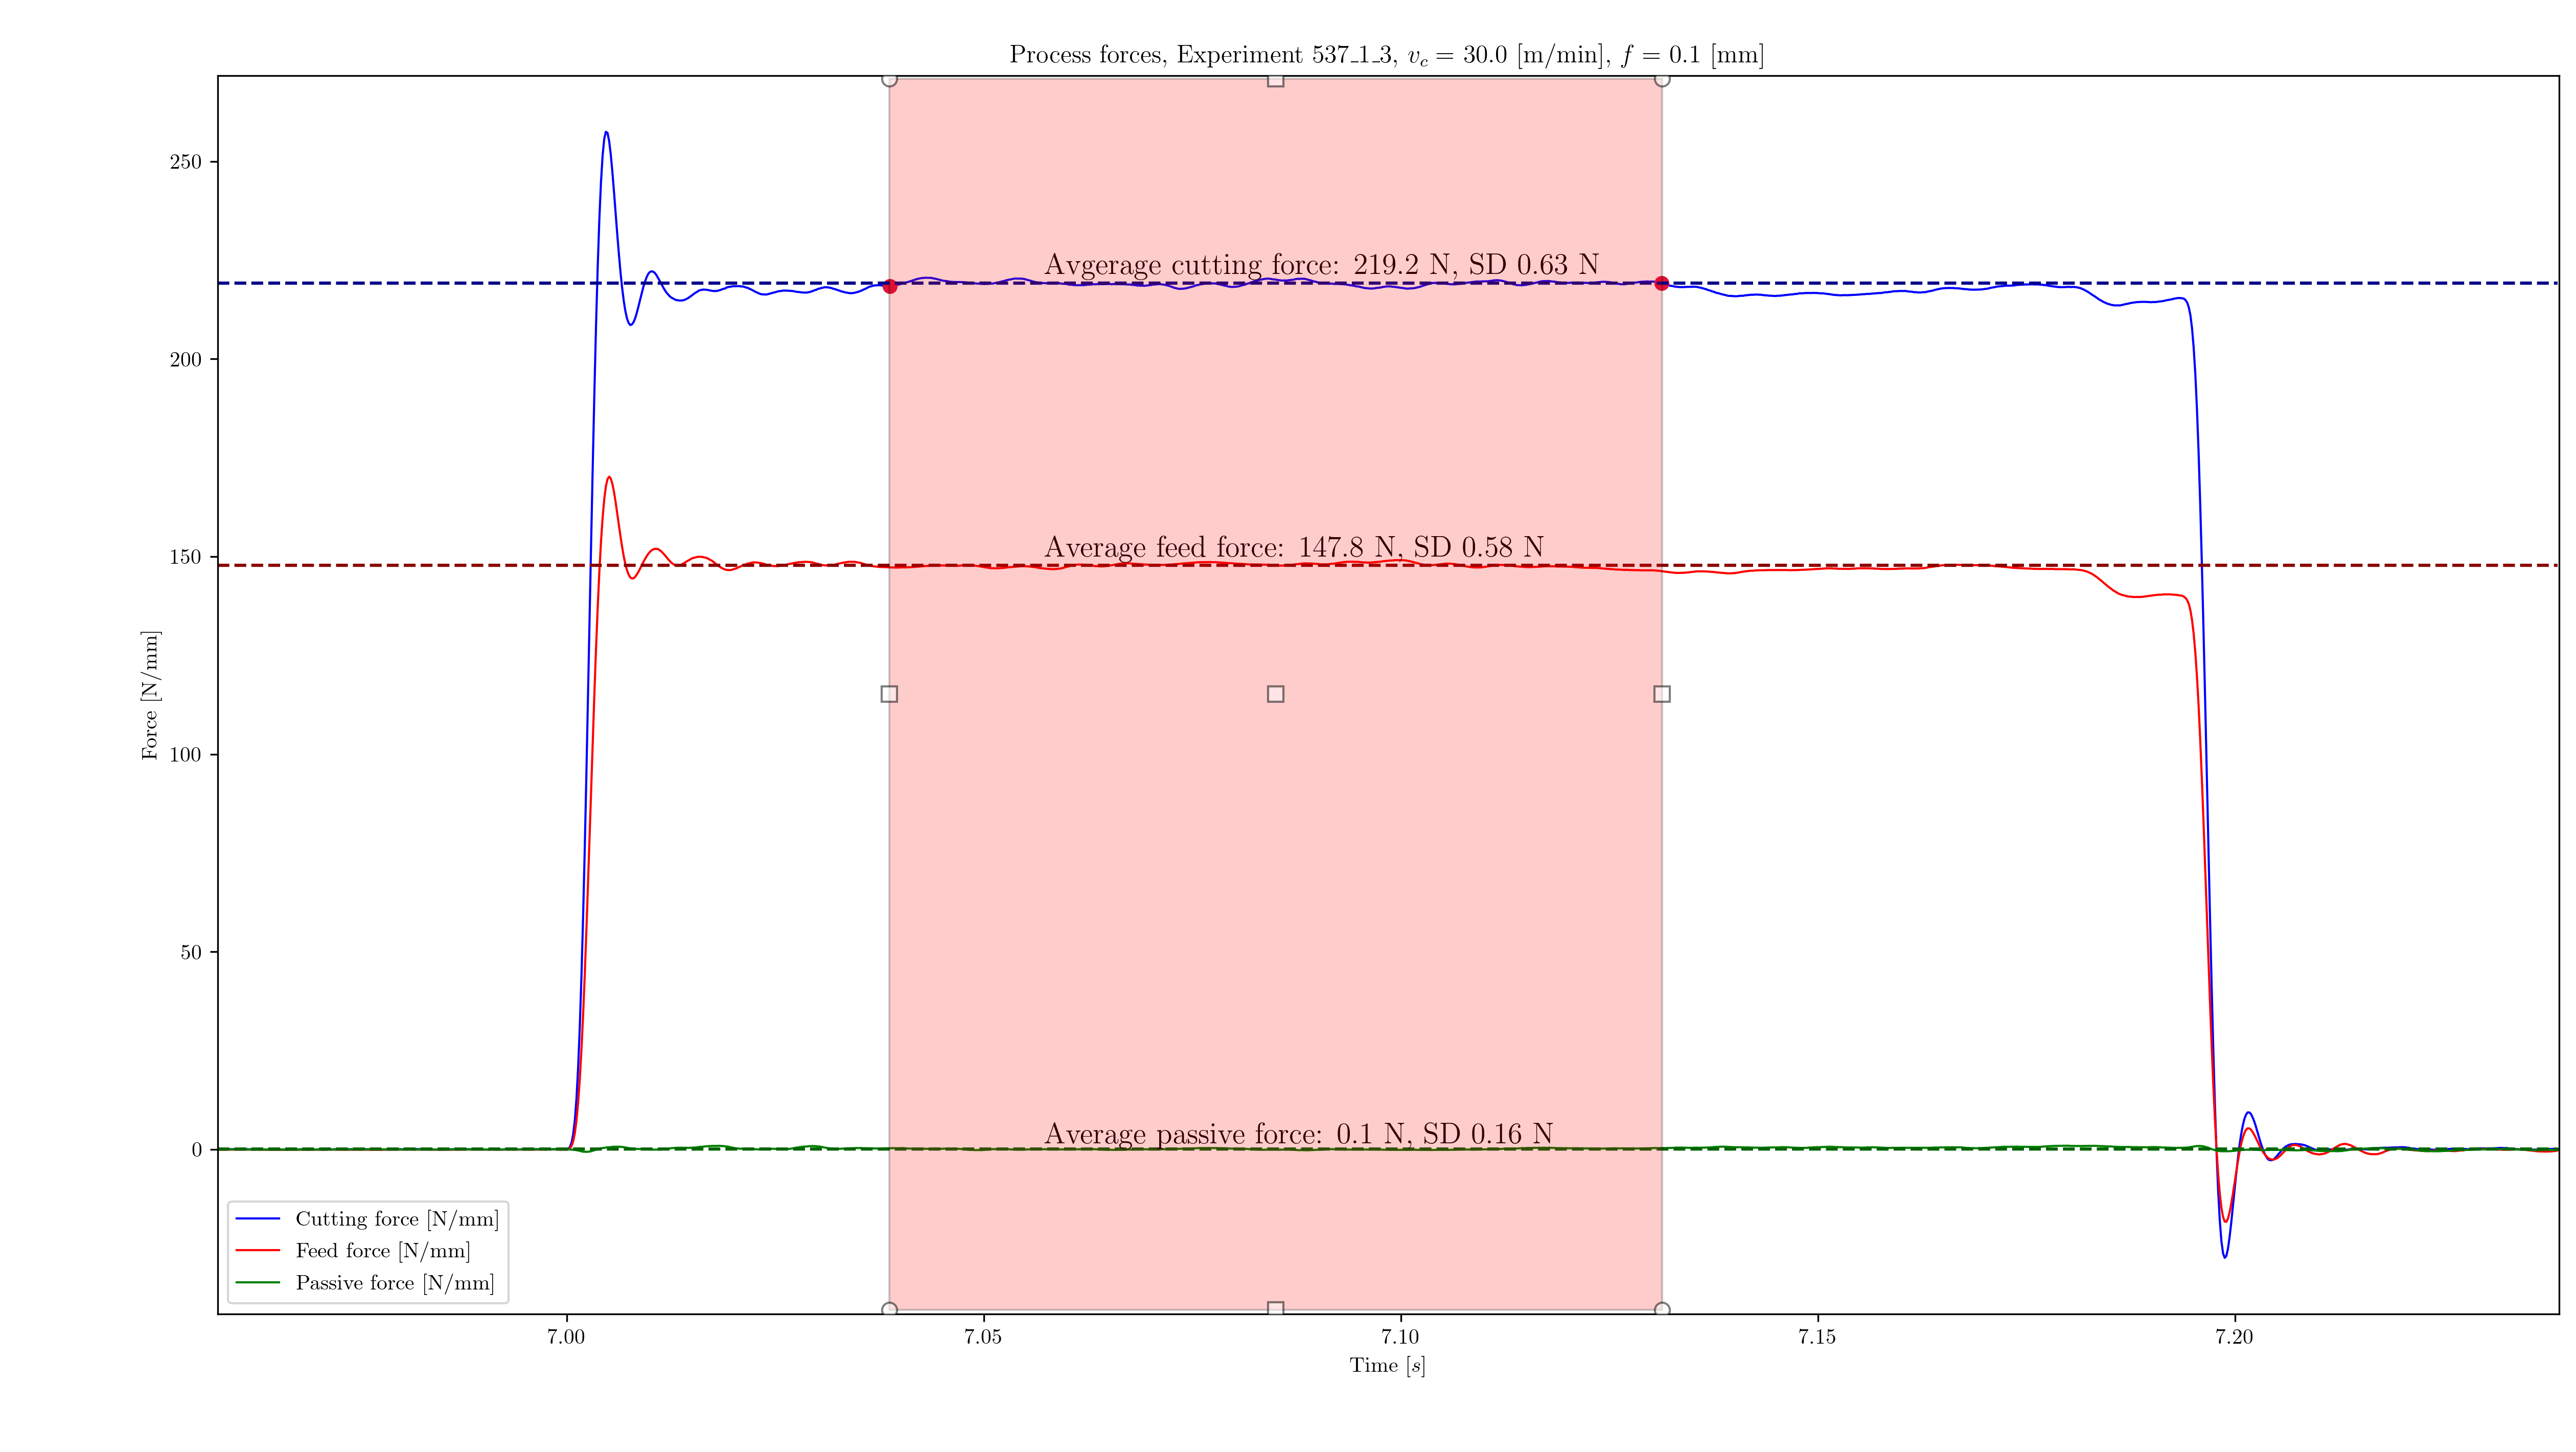 Process forces, Experiment 537_1_3, v_c = 30.0 [m/min], f = 0.1 [mm]
250
200
150
100
50
0
Force [N/mm]
Avgerage cutting force: 219.2 N, SD 0.63 N
Average feed force: 147.8 N, SD 0.58 N
Average passive force: 0.1 N, SD 0.16 N
Cutting force [N/mm]
Feed force [N/mm]
Passive force [N/mm]
7.00 7.05 7.10 7.15 7.20
Time [s]